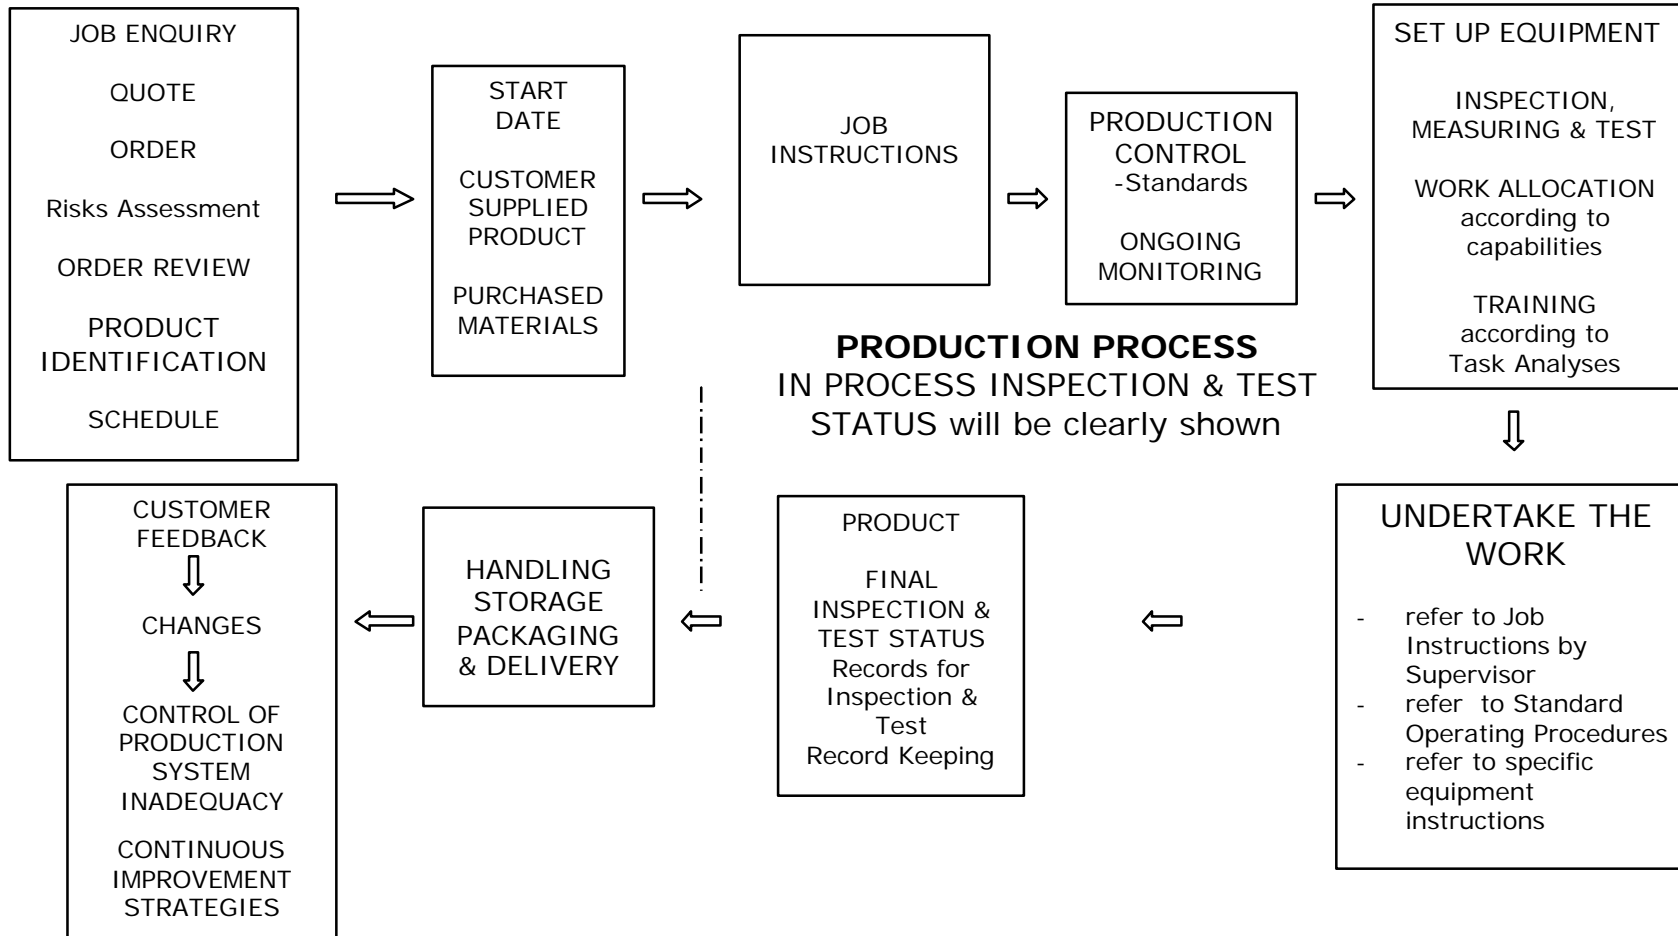 JOB ENQUIRY
QUOTE
ORDER
Risks Assessment
ORDER REVIEW
PRODUCT
IDENTIFICATION
SCHEDULE
START
DATE
CUSTOMER
SUPPLIED
PRODUCT
PURCHASED
MATERIALS
JOB
INSTRUCTIONS
PRODUCTION
CONTROL
-Standards
ONGOING
MONITORING
SET UP EQUIPMENT
INSPECTION,
MEASURING & TEST
WORK ALLOCATION
according to
capabilities
TRAINING
according to
Task Analyses
PRODUCTION PROCESS
IN PROCESS INSPECTION & TEST
STATUS will be clearly shown
UNDERTAKE THE
WORK
- refer to Job
Instructions by
Supervisor
- refer to Standard
Operating Procedures
- refer to specific
equipment
instructions
PRODUCT
FINAL
INSPECTION &
TEST STATUS
Records for
Inspection &
Test
Record Keeping
HANDLING
STORAGE
PACKAGING
& DELIVERY
CUSTOMER
FEEDBACK
CHANGES
CONTROL OF
PRODUCTION
SYSTEM
INADEQUACY
CONTINUOUS
IMPROVEMENT
STRATEGIES